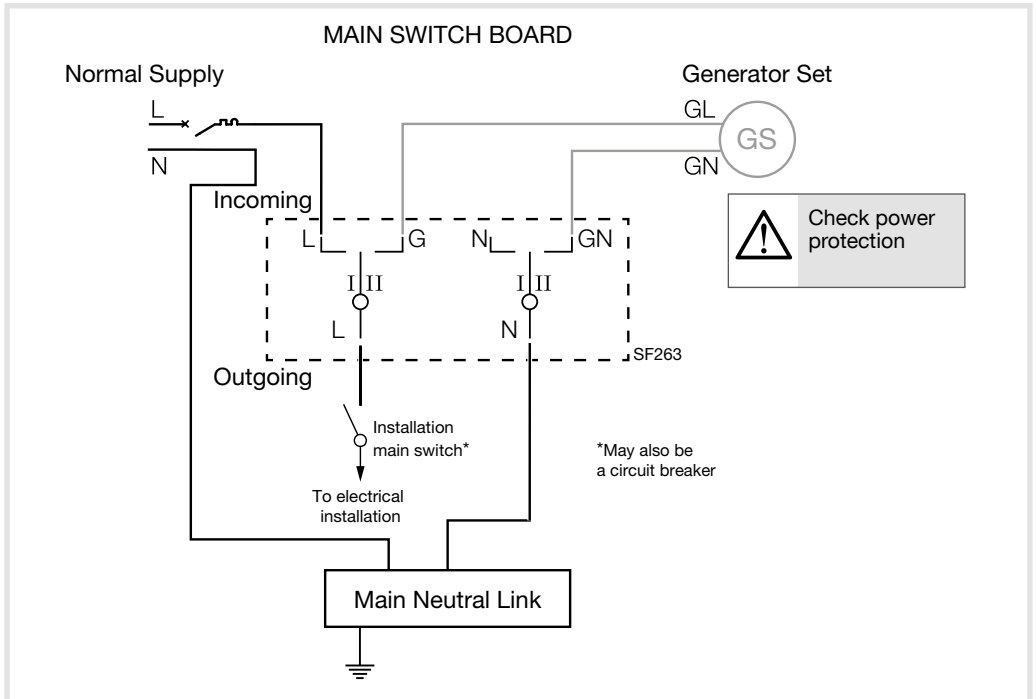 MAIN SWITCH BOARD
Normal Supply
Generator Set
L
GL
GS
N
GN
Incoming
Check power
protection
L
G
N
GN
I II
I II
L
N
SF263
Outgoing
Installation
main switch*
*May also be
a circuit breaker
To electrical
installation
Main Neutral Link